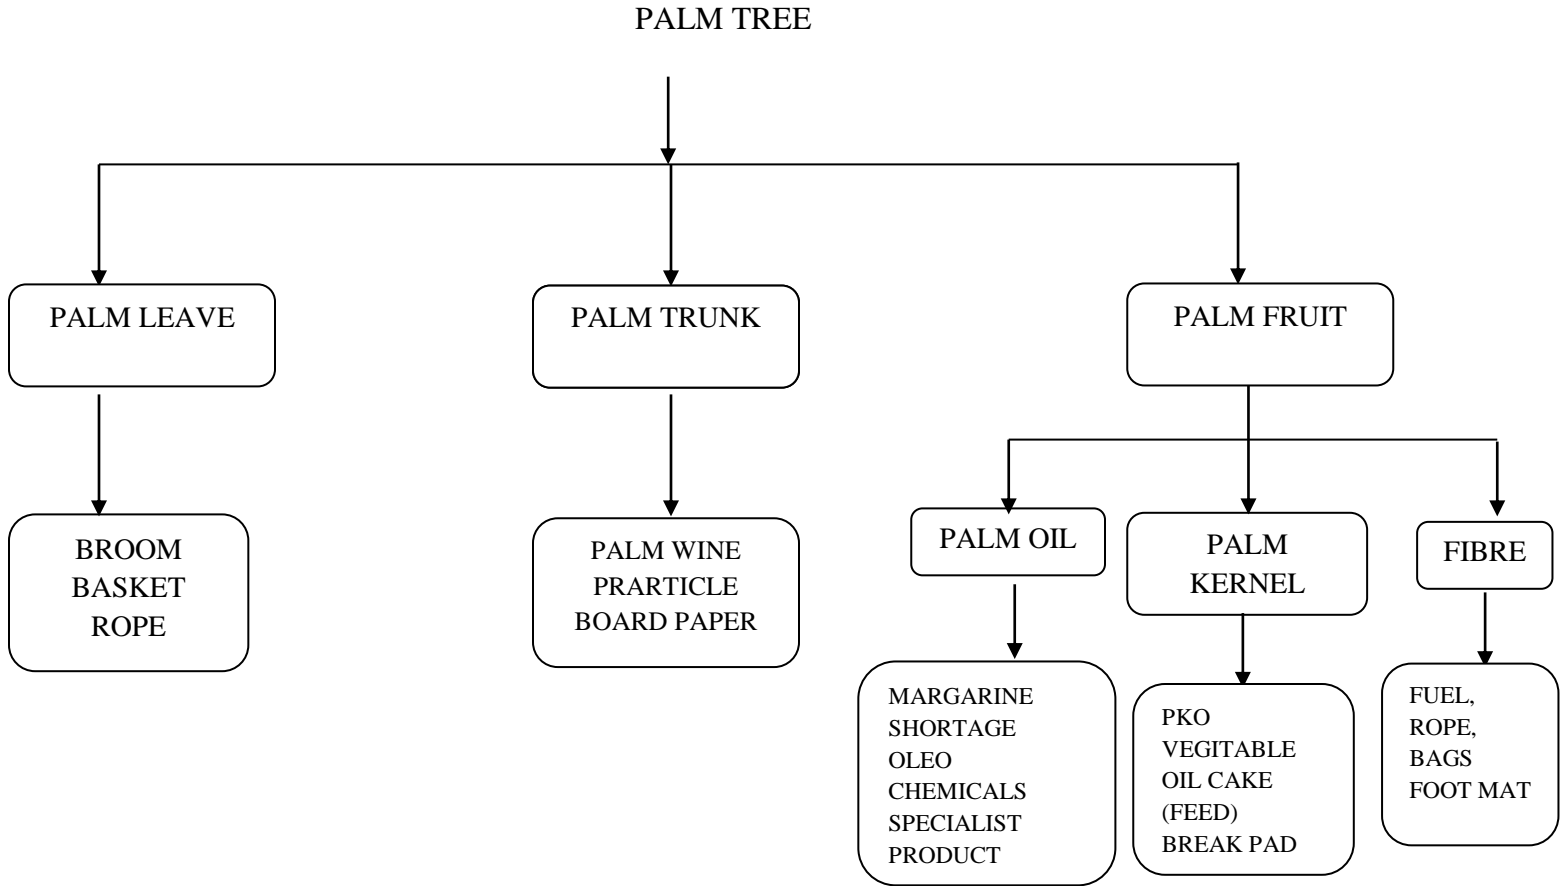 PALM TREE
PALM LEAVE
PALM TRUNK
PALM FRUIT
BROOM
BASKET
ROPE
PALM WINE
PRARTICLE
BOARD PAPER
PALM OIL
PALM
KERNEL
FIBRE
MARGARINE
SHORTAGE
OLEO
CHEMICALS
SPECIALIST
PRODUCT
PKO
VEGITABLE
OIL CAKE
(FEED)
BREAK PAD
FUEL,
ROPE,
BAGS
FOOT MAT